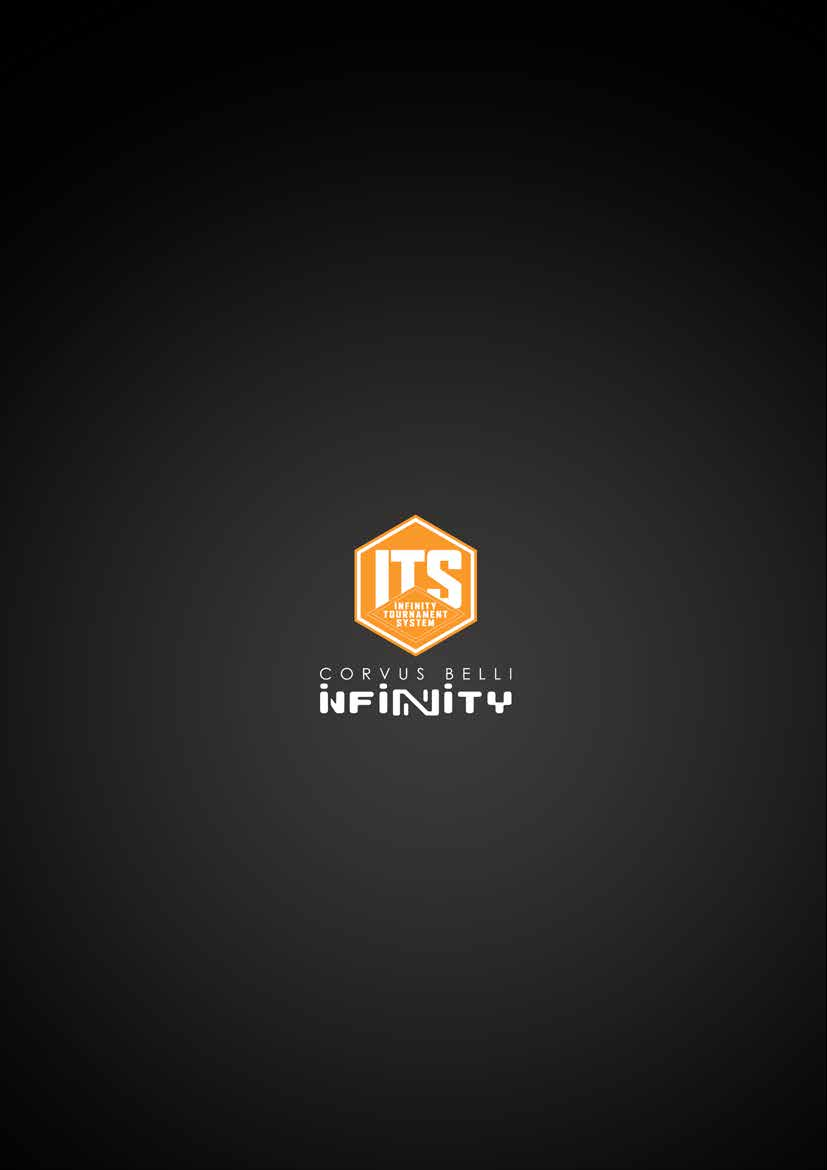 ITS
INFINITY
TOURNAMENT
SYSTEM
CORVUS BELLI
INFINITY